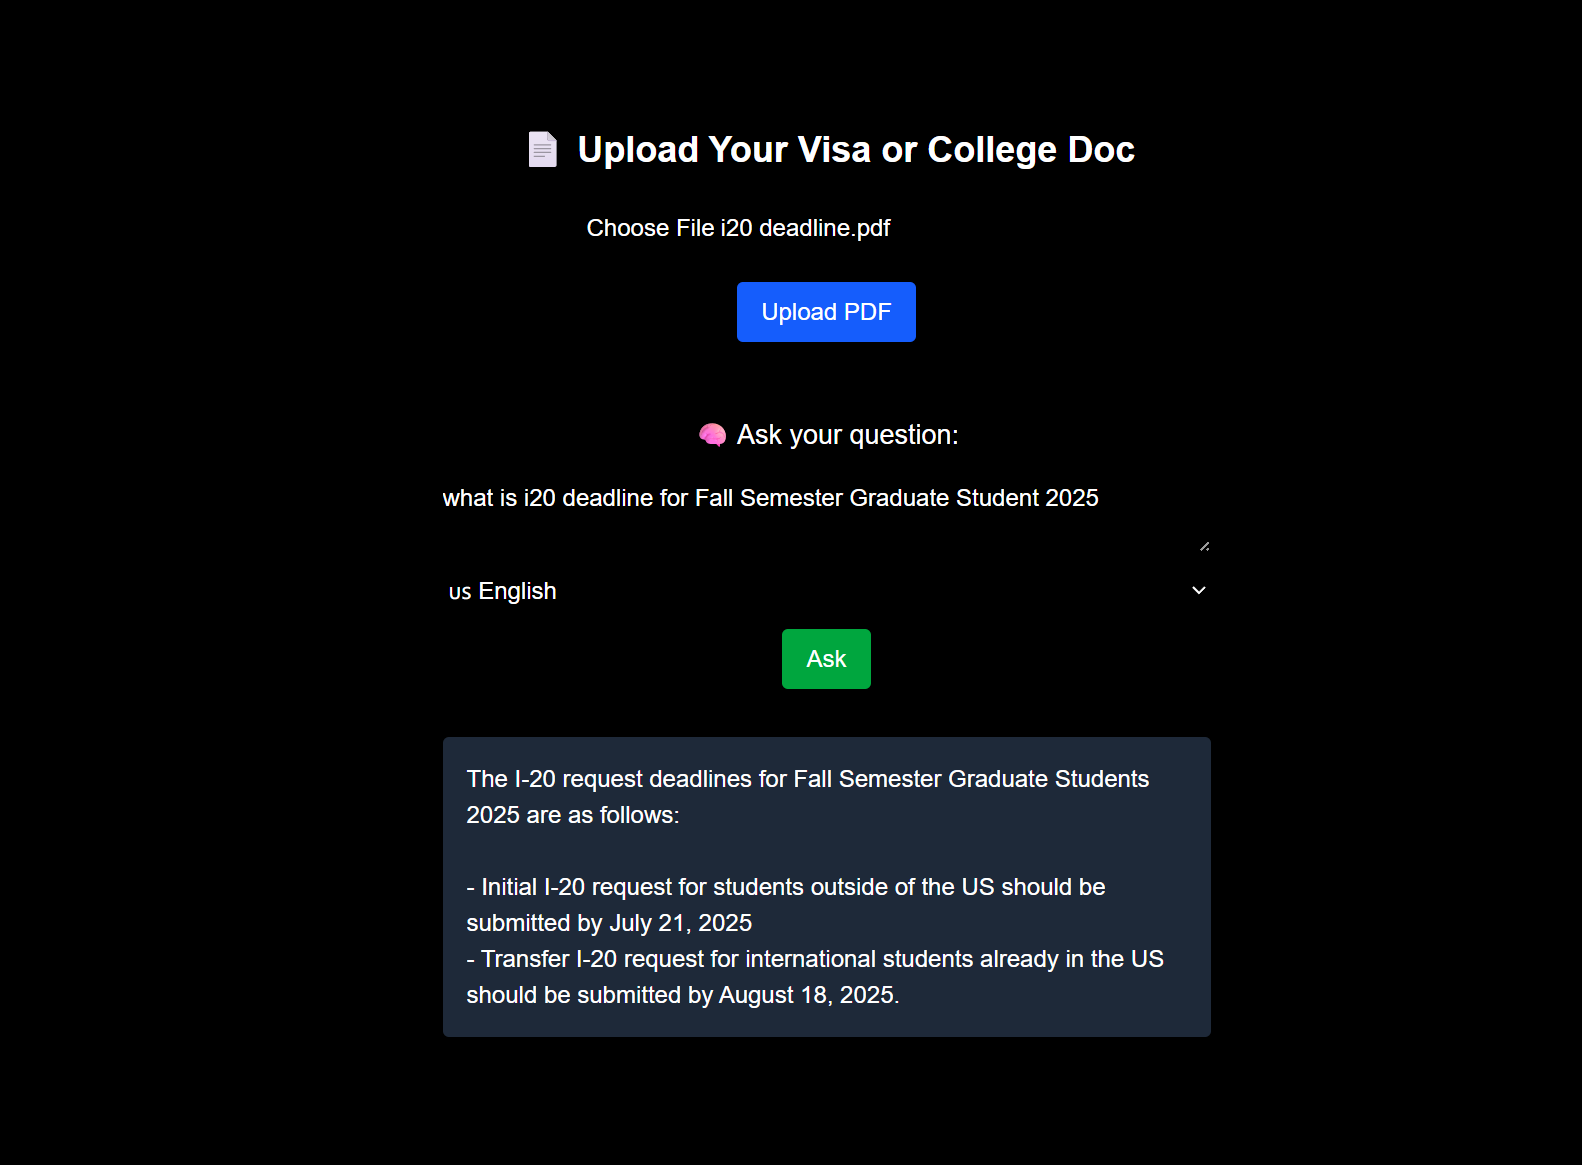 📄 Upload Your Visa or College Doc
Choose File i20 deadline.pdf
Upload PDF
🧠 Ask your question:
what is i20 deadline for Fall Semester Graduate Student 2025
us English
Ask
The I-20 request deadlines for Fall Semester Graduate Students
2025 are as follows:
- Initial I-20 request for students outside of the US should be
submitted by July 21, 2025
- Transfer I-20 request for international students already in the US
should be submitted by August 18, 2025.